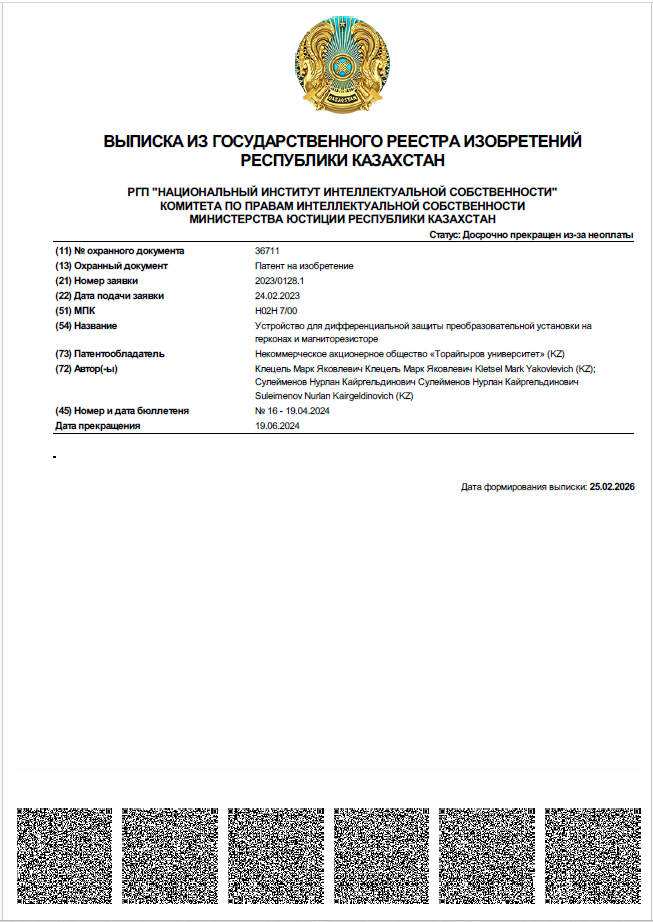 QAZAQSTAN
ВЫПИСКА ИЗ ГОСУДАРСТВЕННОГО РЕЕСТРА ИЗОБРЕТЕНИЙ
РЕСПУБЛИКИ КАЗАХСТАН
РГП "НАЦИОНАЛЬНЫЙ ИНСТИТУТ ИНТЕЛЛЕКТУАЛЬНОЙ СОБСТВЕННОСТИ"
КОМИТЕТА ПО ПРАВАМ ИНТЕЛЛЕКТУАЛЬНОЙ СОБСТВЕННОСТИ
МИНИСТЕРСТВА ЮСТИЦИИ РЕСПУБЛИКИ КАЗАХСТАН
Статус: Досрочно прекращен из-за неоплаты
(11) № охранного документа 36711
(13) Охранный документ Патент на изобретение
(21) Номер заявки 2023/0128.1
(22) Дата подачи заявки 24.02.2023
(51) МПК H02H 7/00
(54) Название Устройство для дифференциальной защиты преобразовательной установки на
герконах и магниторезисторе
(73) Патентообладатель Некоммерческое акционерное общество «Торайгыров университет» (KZ)
(72) Автор(-ы) Клецель Марк Яковлевич Клецель Марк Яковлевич Kletsel Mark Yakovlevich (KZ);
Сулейменов Нурлан Кайргельдинович Сулейменов Нурлан Кайргельдинович
Suleimenov Nurlan Kairgeldinovich (KZ)
(45) Номер и дата бюллетеня № 16 - 19.04.2024
Дата прекращения 19.06.2024
-
Дата формирования выписки: 25.02.2026